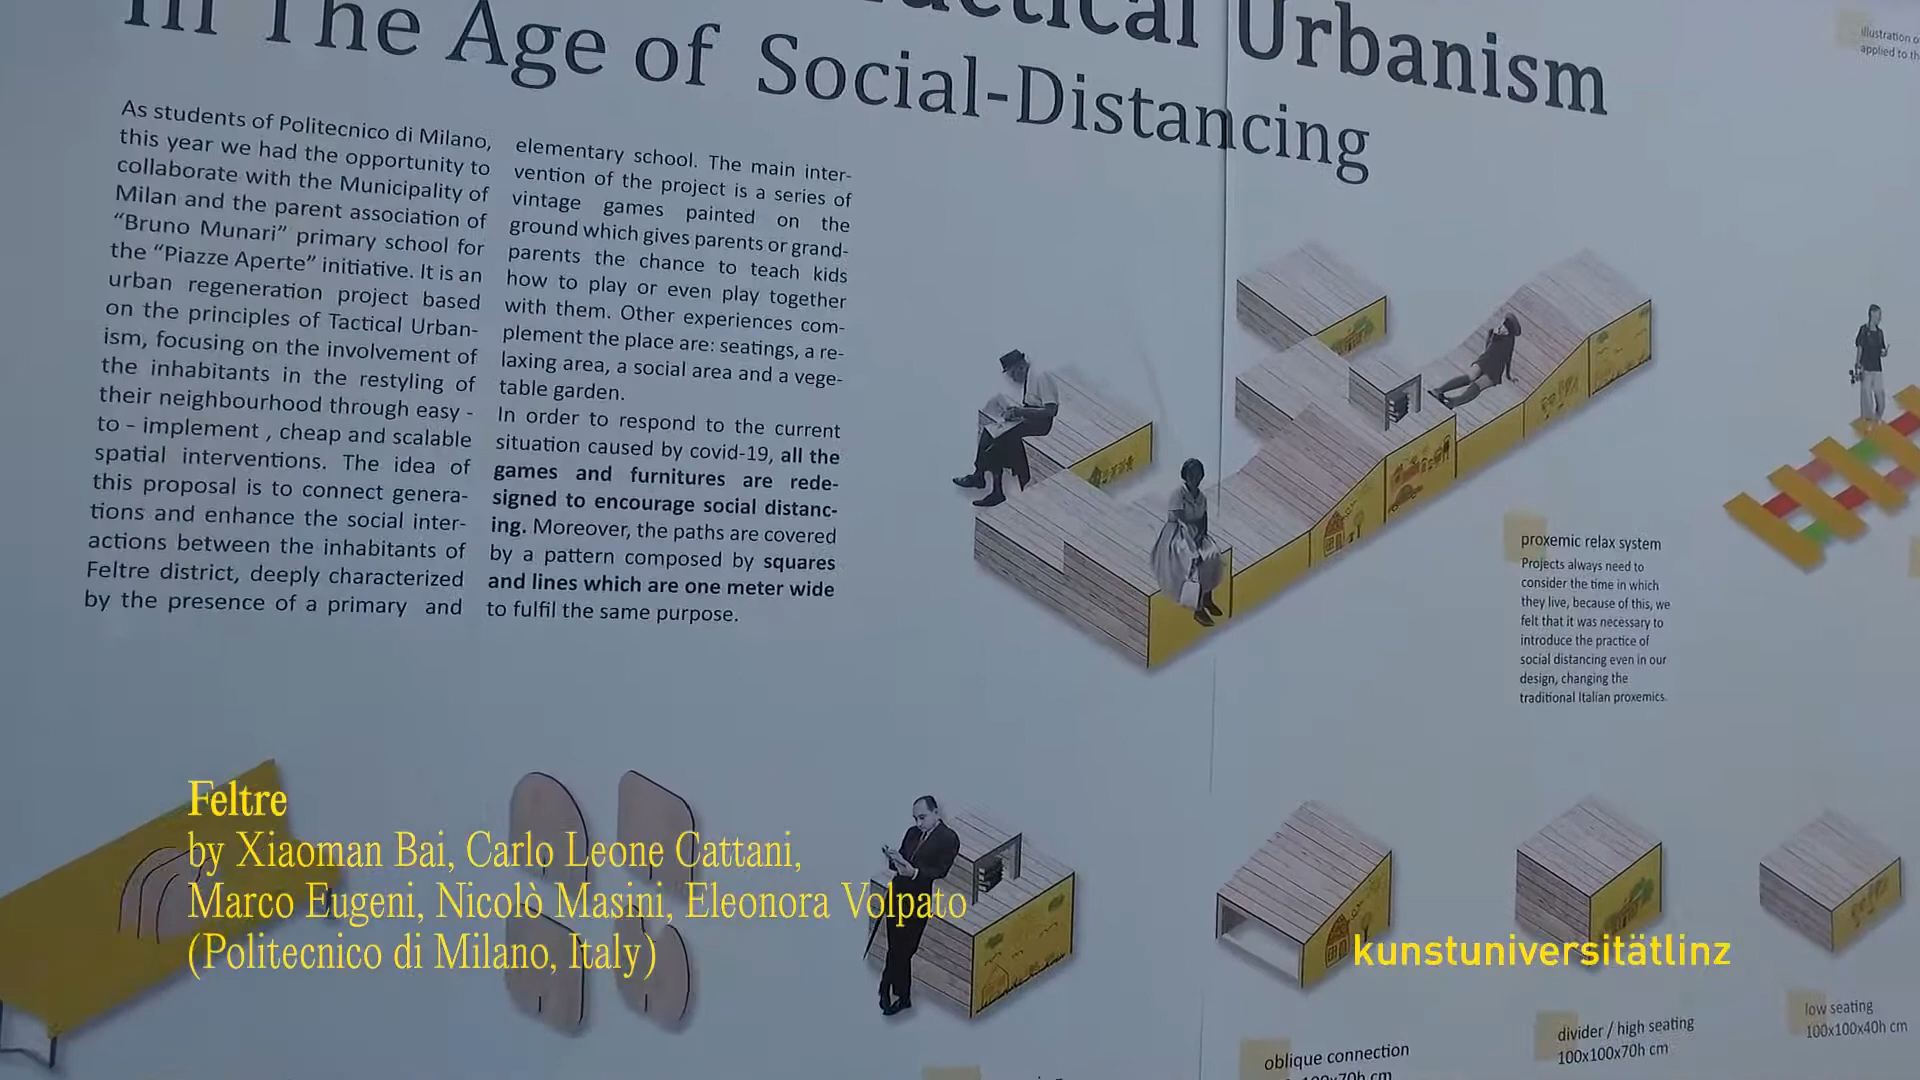 Tactical Urbanism
In The Age of Social-Distancing
As students of Politecnico di Milano,
this year we had the opportunity to
collaborate with the Municipality of
Milan and the parent association of
“Bruno Munari” primary school for
the “Piazze Aperte” initiative. It is an
urban regeneration project based
on the principles of Tactical Urban-
ism, focusing on the involvement of
the inhabitants in the restyling of
their neighbourhood through easy -
to - implement , cheap and scalable
spatial interventions. The idea of
this proposal is to connect genera-
tions and enhance the social inter-
actions between the inhabitants of
Feltre district, deeply characterized
by the presence of a primary and
elementary school. The main inter-
vention of the project is a series of
vintage games painted on the
ground which gives parents or grand-
parents the chance to teach kids
how to play or even play together
with them. Other experiences com-
plement the place are: seatings, a re-
laxing area, a social area and a vege-
table garden.
In order to respond to the current
situation caused by covid-19, all the
games and furnitures are rede-
signed to encourage social distanc-
ing. Moreover, the paths are covered
by a pattern composed by squares
and lines which are one meter wide
to fulfil the same purpose.
illustration
applied to
proxemic relax system
Projects always need to
consider the time in which
they live, because of this, we
felt that it was necessary to
introduce the practice of
social distancing even in our
design, changing the
traditional Italian proxemics.
Feltre
by Xiaoman Bai, Carlo Leone Cattani,
Marco Eugeni, Nicolò Masini, Eleonora Volpato
(Politecnico di Milano, Italy)
kunstuniversitätlinz
oblique connection
divider / high seating
100x100x70h cm
low seating
100x100x40h cm